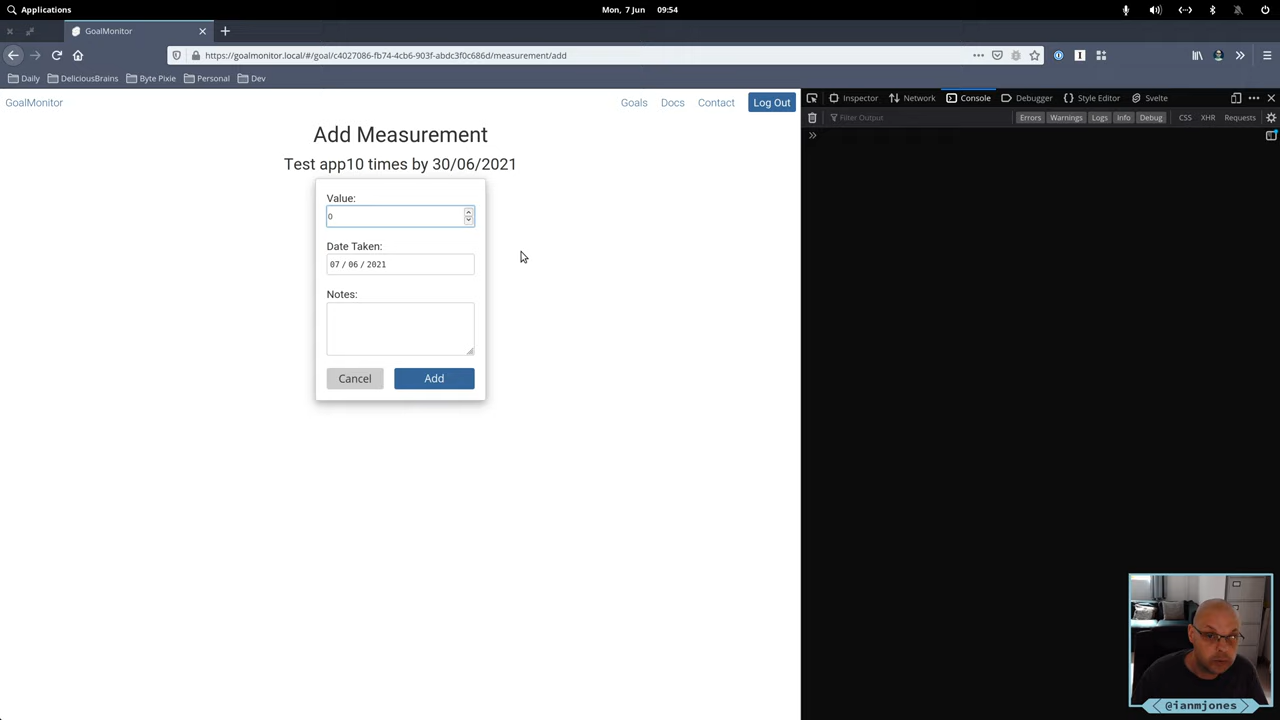 Applications
Mon, 7 Jun 09:54
GoalMonitor
https://goalmonitor.local/#/goal/c4027086-fb74-4cb6-903f-abdc3f0c686d/measurement/add
Daily DeliciousBrains Byte Pixie Personal Dev
GoalMonitor Goals Docs Contact Log Out
Inspector Network Console Debugger Style Editor Svelte
Filter Output Errors Warnings Logs Info Debug CSS XHR Requests
Add Measurement
Test app10 times by 30/06/2021
Value:
0
Date Taken:
07 / 06 / 2021
Notes:
Cancel Add
@ianmjones